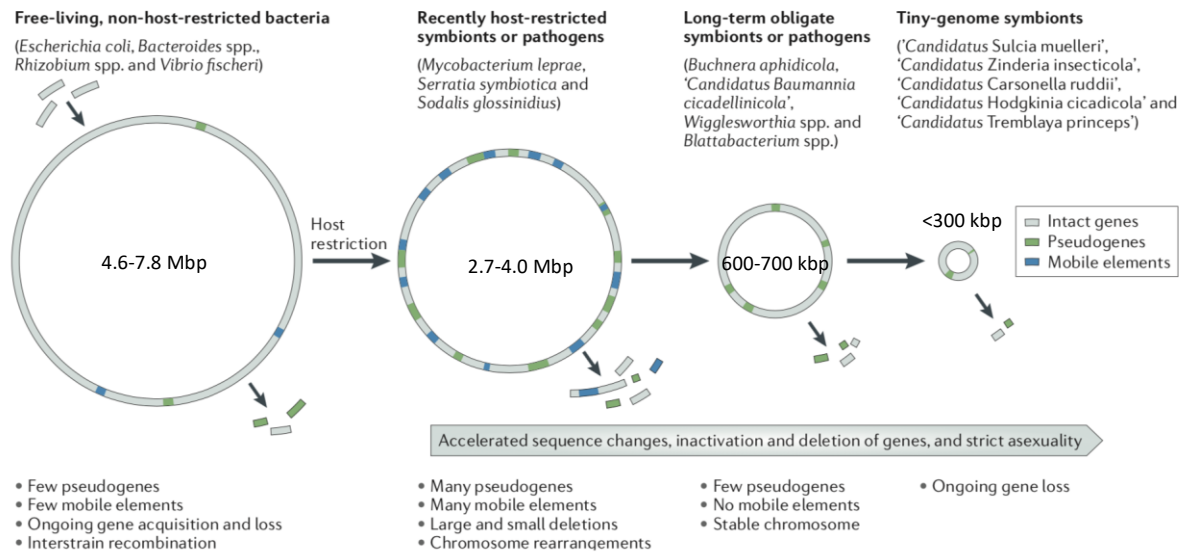 Free-living, non-host-restricted bacteria
(Escherichia coli, Bacteroides spp.,
Rhizobium spp. and Vibrio fischeri)
Recently host-restricted
symbionts or pathogens
(Mycobacterium leprae,
Serratia symbiotica and
Sodalis glossinidius)
Long-term obligate
symbionts or pathogens
(Buchnera aphidicola,
‘Candidatus Baumannia
cicadellinicola’,
Wigglesworthia spp. and
Blattabacterium spp.)
Tiny-genome symbionts
(’Candidatus Sulcia muelleri’,
‘Candidatus Zinderia insecticola’,
‘Candidatus Carsonella ruddii’,
‘Candidatus Hodgkinia cicadicola’ and
‘Candidatus Tremblaya princeps’)
4.6-7.8 Mbp
Host
restriction
2.7-4.0 Mbp
600-700 kbp
<300 kbp
Intact genes
Pseudogenes
Mobile elements
Accelerated sequence changes, inactivation and deletion of genes, and strict asexuality
• Few pseudogenes
• Few mobile elements
• Ongoing gene acquisition and loss
• Interstrain recombination
• Many pseudogenes
• Many mobile elements
• Large and small deletions
• Chromosome rearrangements
• Few pseudogenes
• No mobile elements
• Stable chromosome
• Ongoing gene loss